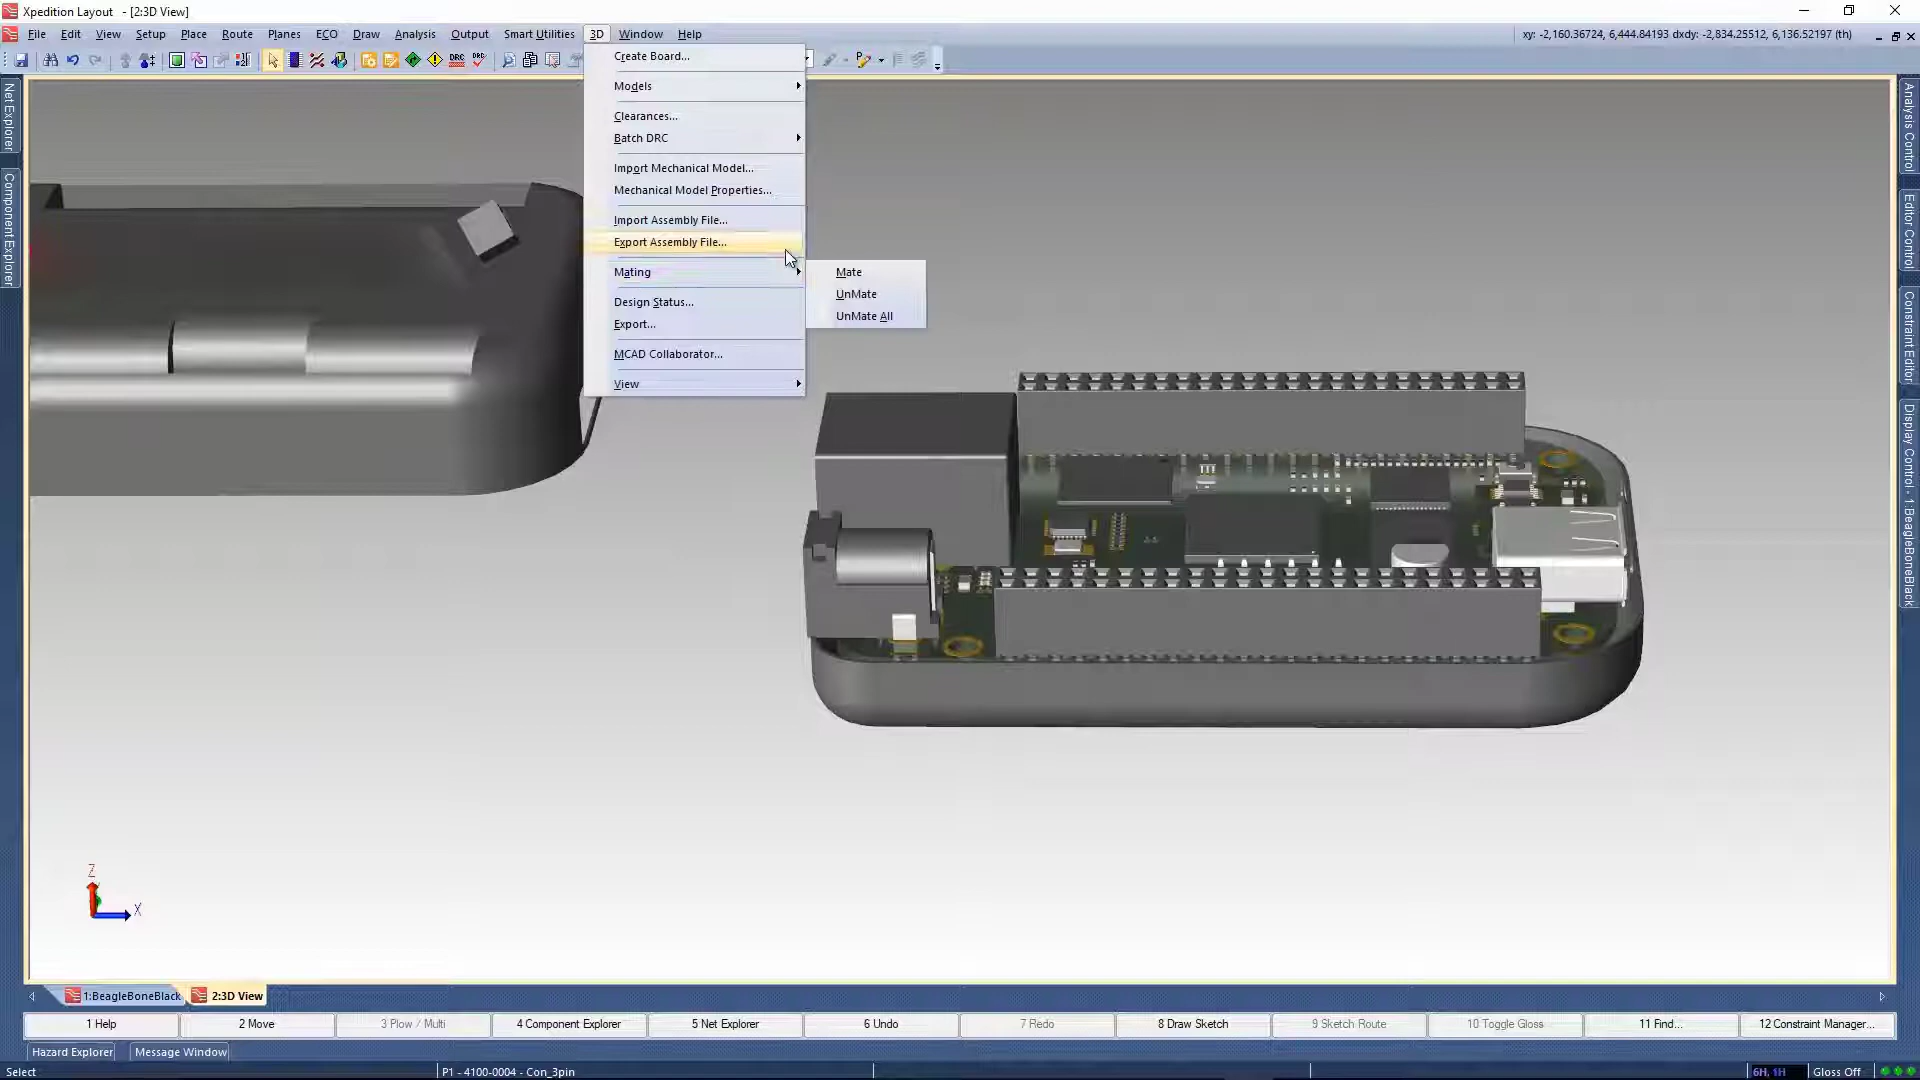 Xpedition Layout - [2:3D View]
File Edit View Setup Place Route Planes ECO Draw Analysis Output Smart Utilities 3D Window Help
xy: -2,160.36724, 6,444.84193 dxdy: -2,834.25512, 6,136.52197 (th)
DRC DRC
Create Board...
Models
Clearances...
Batch DRC
Import Mechanical Model...
Mechanical Model Properties...
Import Assembly File...
Export Assembly File...
Mating
Design Status...
Export...
MCAD Collaborator...
View
Mate
UnMate
UnMate All
Net Explorer
Component Explorer
Analysis Control
Editor Control
Constraint Editor
Display Control - 1:BeagleBoneBlack
Z
X
1:BeagleBoneBlack 2:3D View
1 Help 2 Move 3 Plow / Multi 4 Component Explorer 5 Net Explorer 6 Undo 7 Redo 8 Draw Sketch 9 Sketch Route 10 Toggle Gloss 11 Find... 12 Constraint Manager...
Hazard Explorer Message Window
Select P1 - 4100-0004 - Con_3pin 6H, 1H Gloss Off